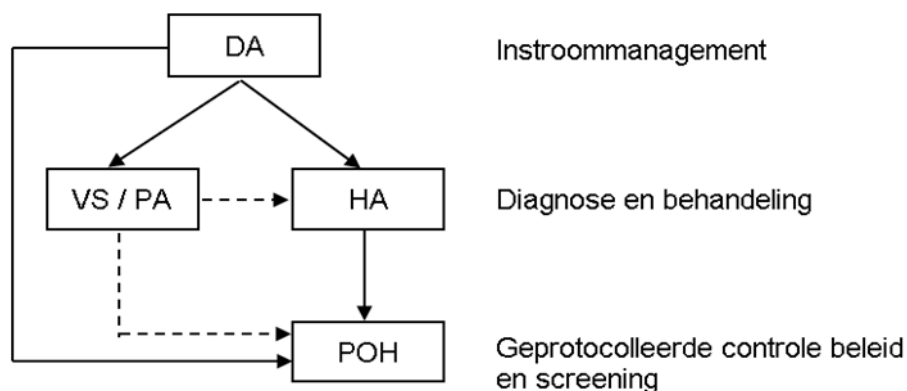 DA
Instroommanagement
VS / PA
HA
Diagnose en behandeling
POH
Geprotocolleerde controle beleid
en screening